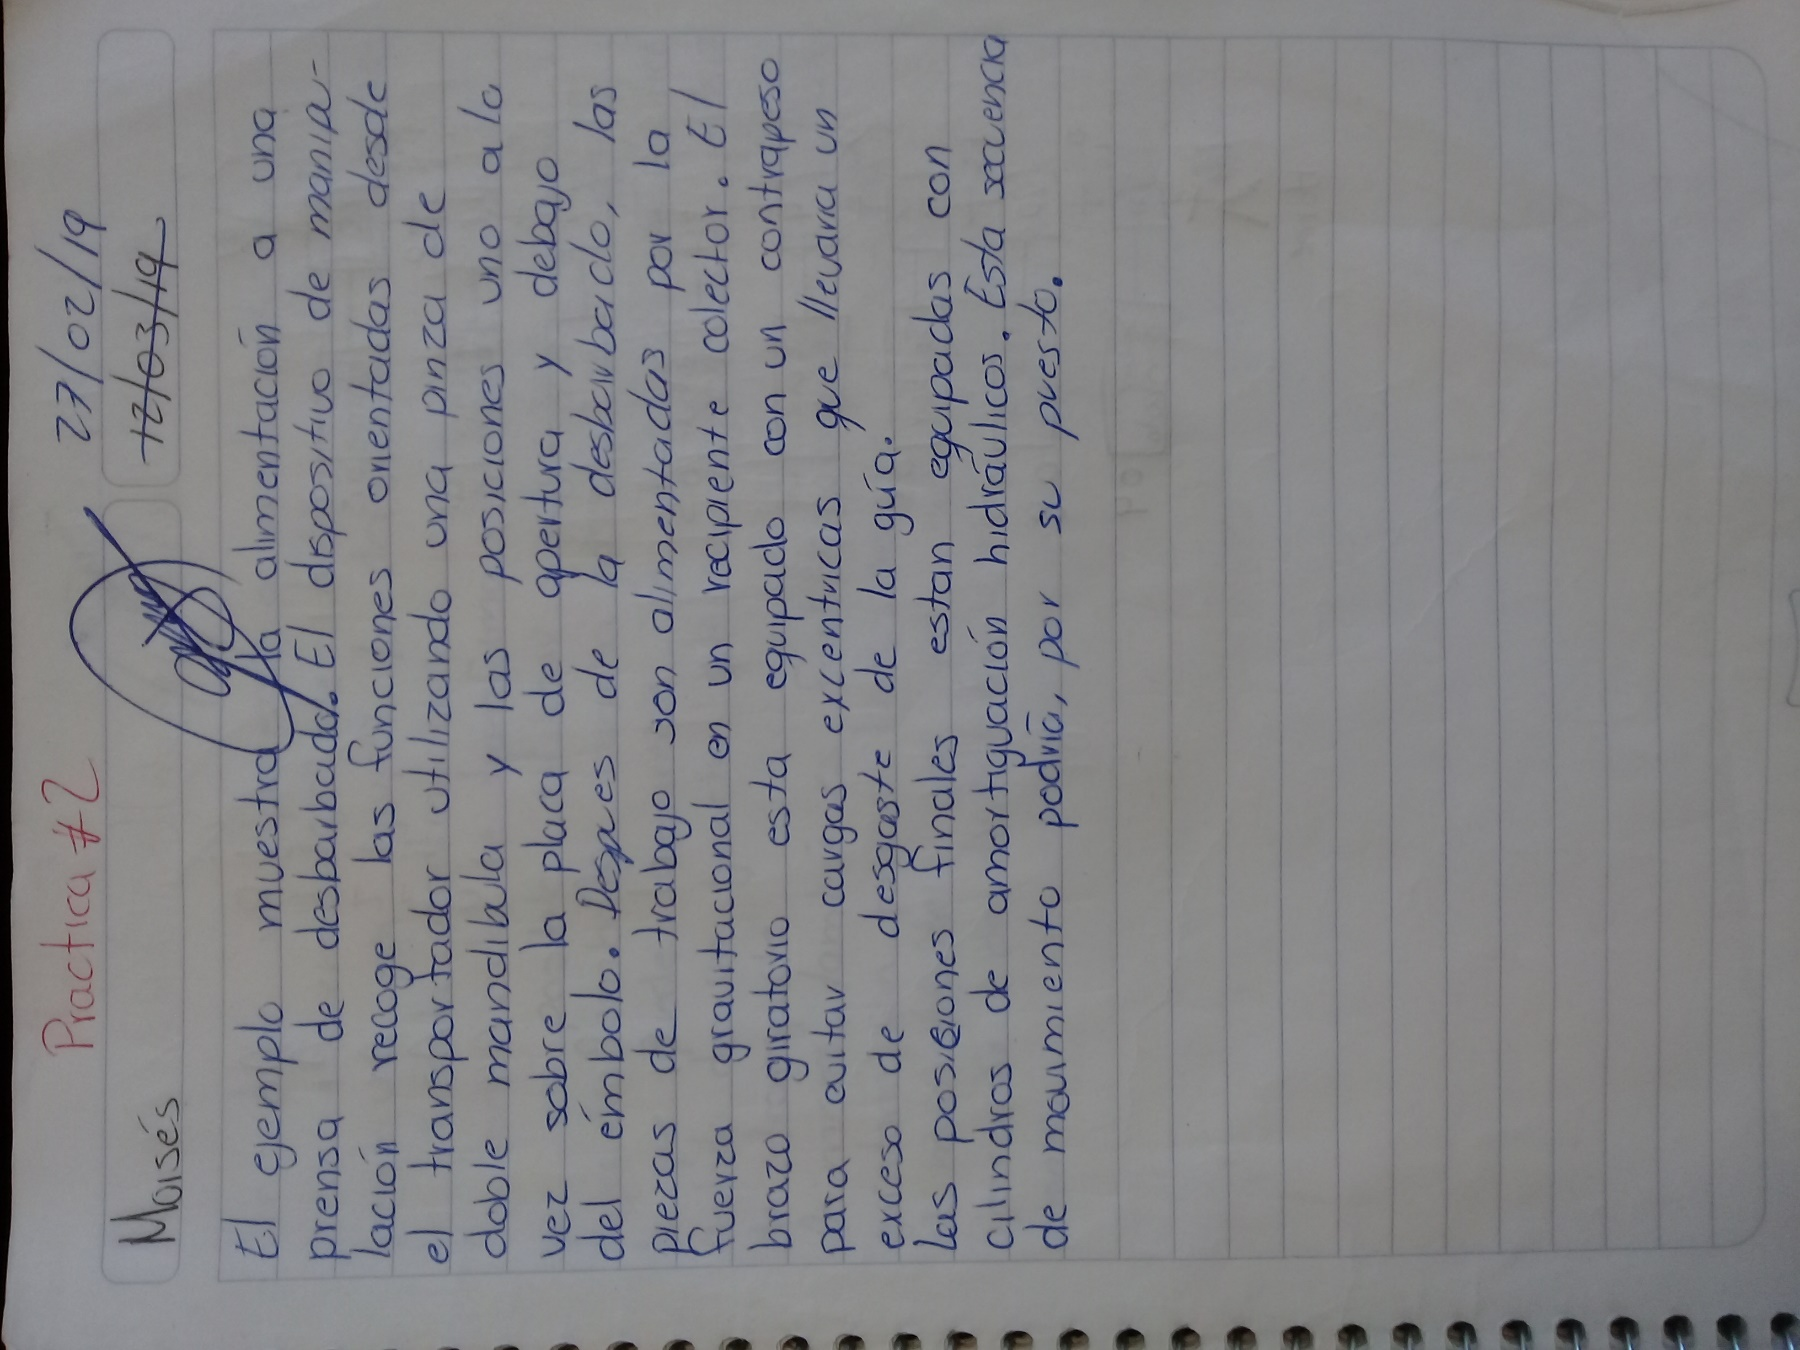 Practica #2
27/02/19
Moisés
12/03/19
El ejemplo muestra la alimentación a una
prensa de desbarbado. El dispositivo de manipu-
lación recoge las funciones orientadas desde
el transportador utilizando una pinza de
doble mandibula y las posiciones uno a la
vez sobre la placa de apertura y debajo
del émbolo. Despues de la desbarbado, las
piezas de trabajo son alimentadas por la
fuerza gravitacional en un recipiente colector. El
brazo giratorio esta equipado con un contrapeso
para evitar cargas excentricas que llevaria un
exceso de desgaste de la guía.
Las posiciones finales estan equipadas con
cilindros de amortiguación hidráulicos. Esta secuencia
de movimiento podría, por su puesto.